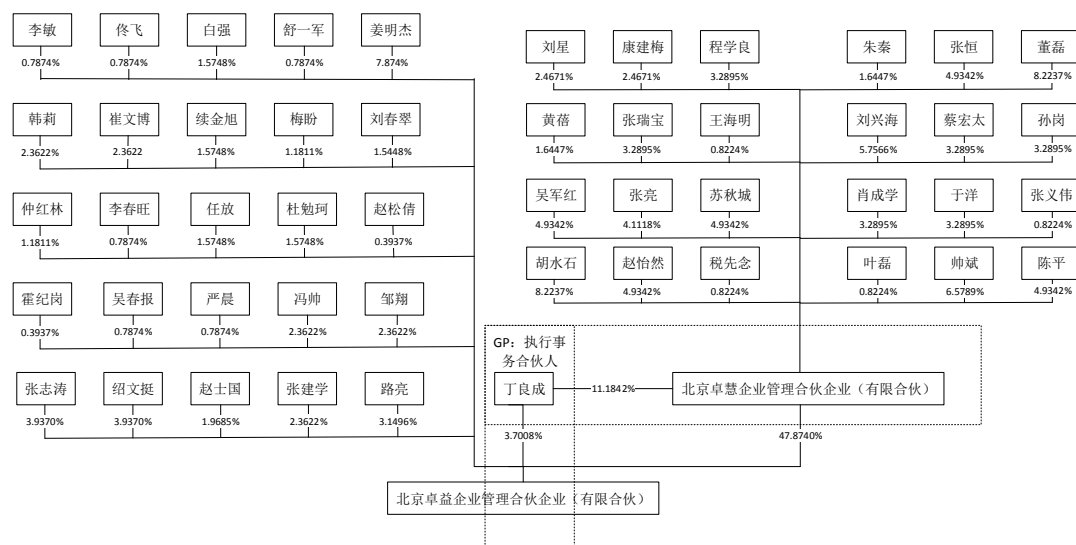 李敏 佟飞 白强 舒一军 姜明杰
0.7874% 0.7874% 1.5748% 0.7874% 7.874%
韩莉 崔文博 续金旭 梅盼 刘春翠
2.3622% 2.3622 1.5748% 1.1811% 1.5448%
仲红林 李春旺 任放 杜勉珂 赵松倩
1.1811% 0.7874% 1.5748% 1.5748% 0.3937%
霍纪岗 吴春报 严晨 冯帅 邹翔
0.3937% 0.7874% 0.7874% 2.3622% 2.3622%
张志涛 绍文挺 赵士国 张建学 路亮
3.9370% 3.9370% 1.9685% 2.3622% 3.1496%
刘星 康建梅 程学良 朱秦 张恒 董磊
2.4671% 2.4671% 3.2895% 1.6447% 4.9342% 8.2237%
黄蓓 张瑞宝 王海明 刘兴海 蔡宏太 孙岗
1.6447% 3.2895% 0.8224% 5.7566% 3.2895% 3.2895%
吴军红 张亮 苏秋城 肖成学 于洋 张义伟
4.9342% 4.1118% 4.9342% 3.2895% 3.2895% 0.8224%
胡水石 赵怡然 税先念 叶磊 帅斌 陈平
8.2237% 4.9342% 0.8224% 0.8224% 6.5789% 4.9342%
GP：执行事
务合伙人
丁良成 11.1842% 北京卓慧企业管理合伙企业（有限合伙）
3.7008% 47.8740%
北京卓益企业管理合伙企业（有限合伙）